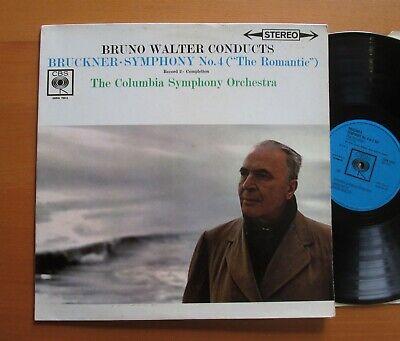 STEREO
BRUNO WALTER CONDUCTS
BRUCKNER·SYMPHONY No.4 ("The Romantic")
Record 2: Completion
The Columbia Symphony Orchestra
CBS